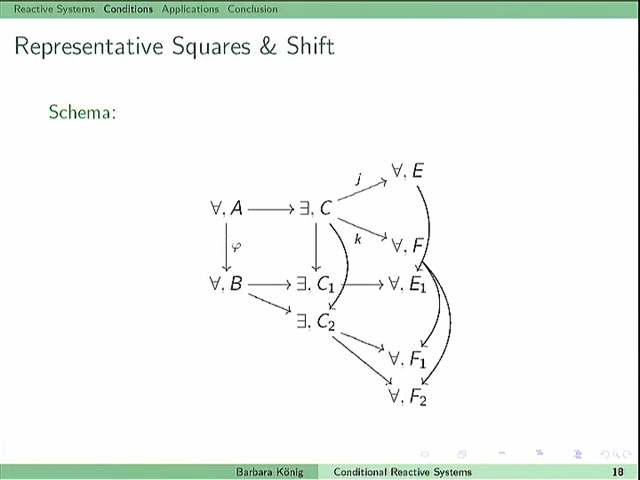 Reactive Systems Conditions Applications Conclusion
Representative Squares & Shift
Schema:
∀, E
j
∀, A ∃, C
k
φ ∀, F
∀, B ∃, C₁ ∀, E₁
∃, C₂
∀, F₁
∀, F₂
Barbara König Conditional Reactive Systems 18